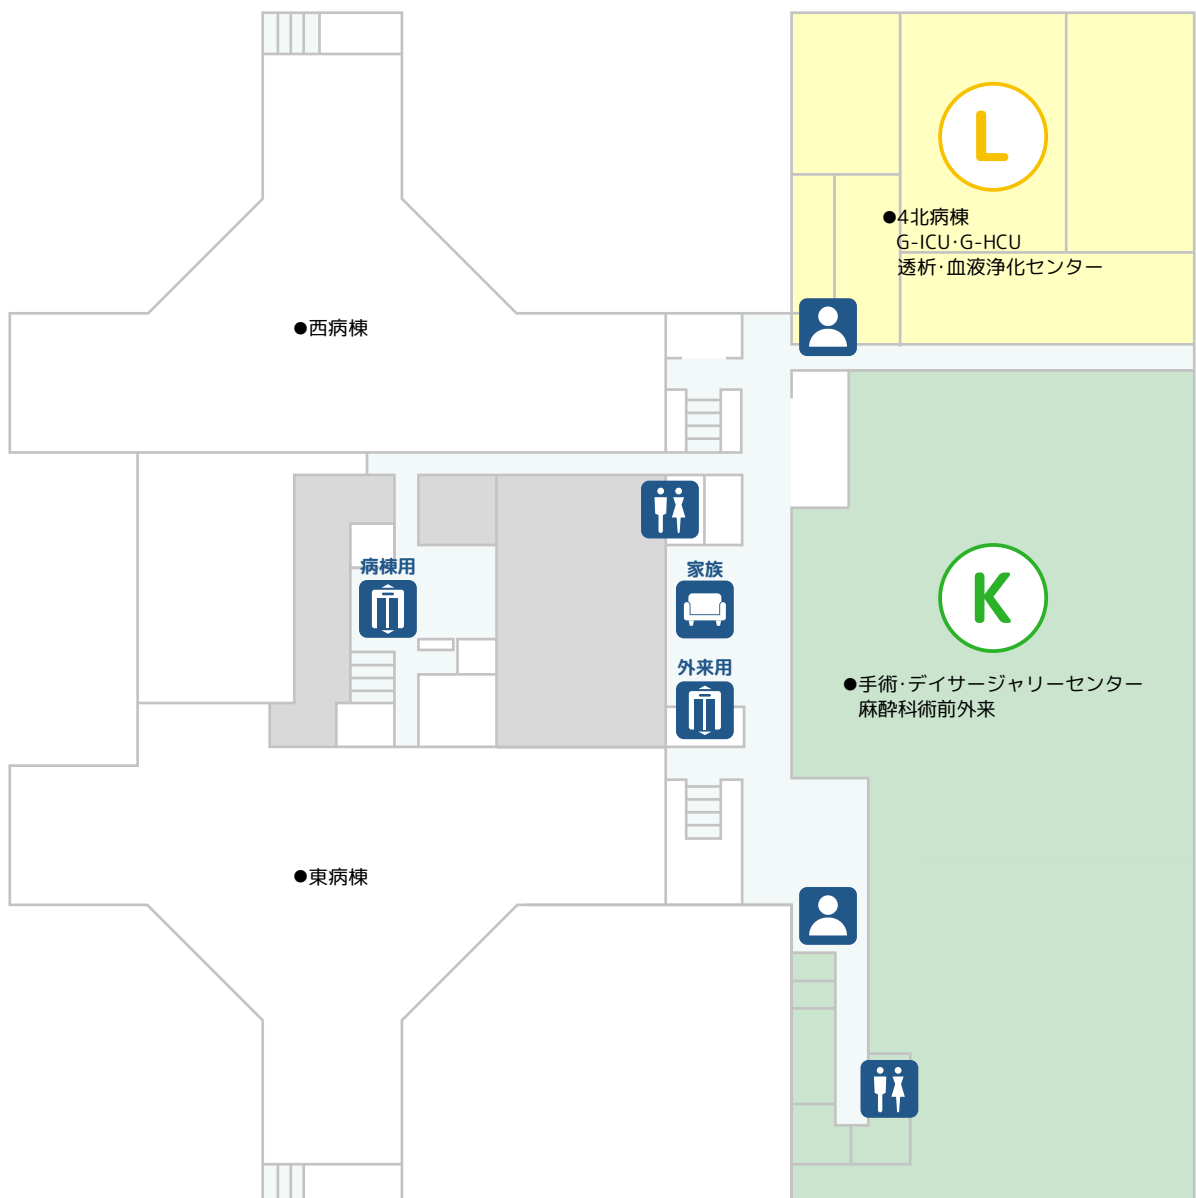 L
●4北病棟
G-ICU·G-HCU
透析·血液浄化センター
●西病棟
病棟用
家族
K
外来用
●手術·デイサージャリーセンター
麻酔科術前外来
●東病棟